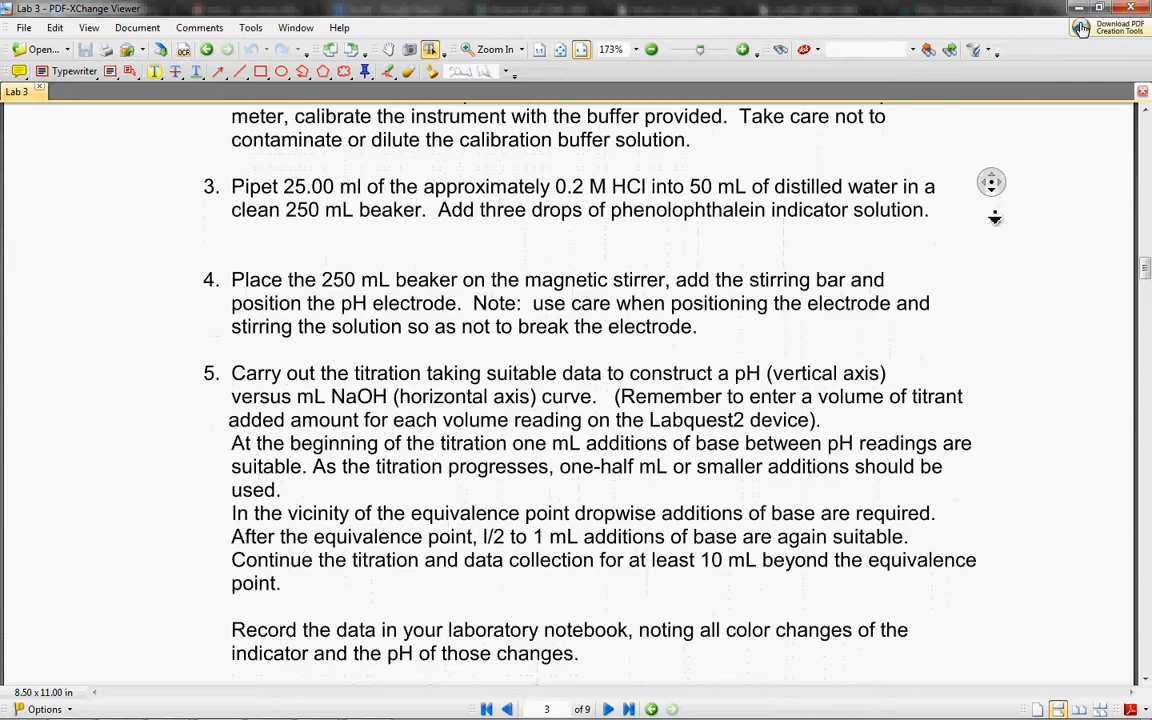 Lab 3 - PDF-XChange Viewer
File Edit View Document Comments Tools Window Help
Download PDF
Creation Tools
Open... OCR Zoom In 173%
Typewriter
Lab 3
meter, calibrate the instrument with the buffer provided. Take care not to
contaminate or dilute the calibration buffer solution.
3. Pipet 25.00 ml of the approximately 0.2 M HCl into 50 mL of distilled water in a
clean 250 mL beaker. Add three drops of phenolophthalein indicator solution.
4. Place the 250 mL beaker on the magnetic stirrer, add the stirring bar and
position the pH electrode. Note: use care when positioning the electrode and
stirring the solution so as not to break the electrode.
5. Carry out the titration taking suitable data to construct a pH (vertical axis)
versus mL NaOH (horizontal axis) curve. (Remember to enter a volume of titrant
added amount for each volume reading on the Labquest2 device).
At the beginning of the titration one mL additions of base between pH readings are
suitable. As the titration progresses, one-half mL or smaller additions should be
used.
In the vicinity of the equivalence point dropwise additions of base are required.
After the equivalence point, l/2 to 1 mL additions of base are again suitable.
Continue the titration and data collection for at least 10 mL beyond the equivalence
point.
Record the data in your laboratory notebook, noting all color changes of the
indicator and the pH of those changes.
8.50 x 11.00 in
Options 3 of 9